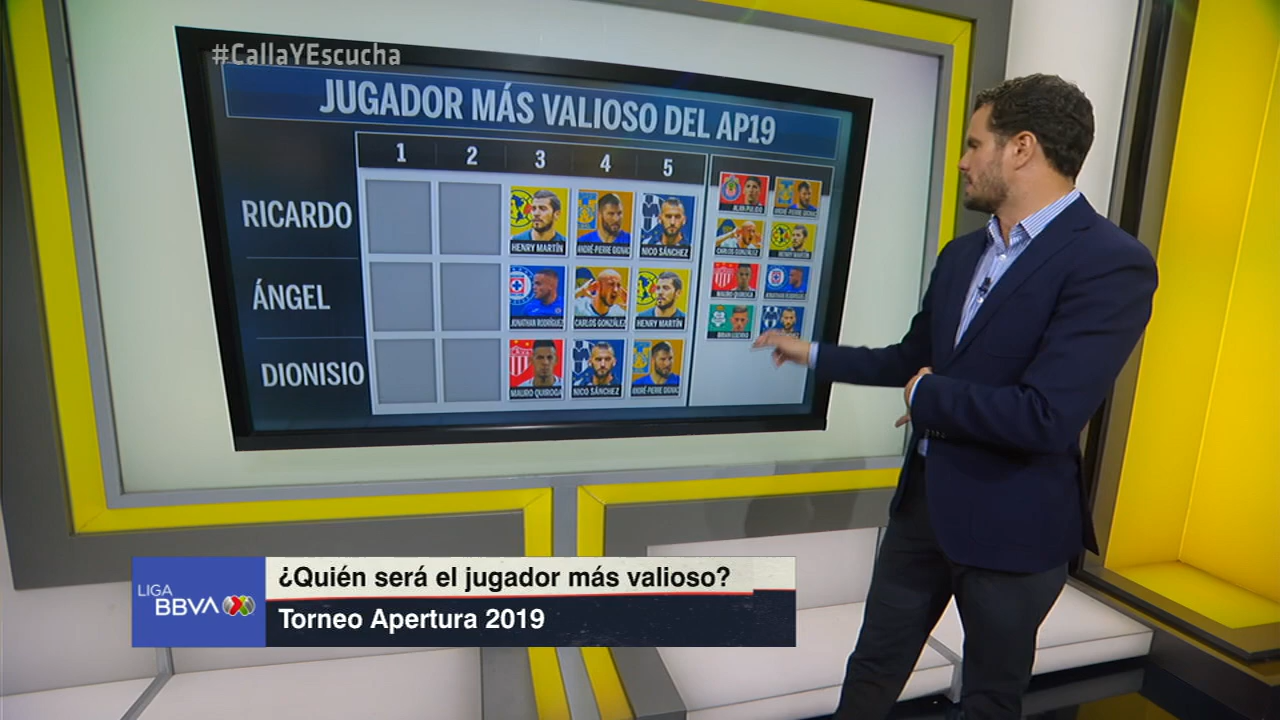 #CallaYEscucha
JUGADOR MÁS VALIOSO DEL AP19
1 2 3 4 5
RICARDO
HENRY MARTÍN
ANDRÉ-PIERRE GIGNAC
NICO SÁNCHEZ
ÁNGEL
JONATHAN RODRÍGUEZ
CARLOS GONZÁLEZ
HENRY MARTÍN
DIONISIO
MAURO QUIROGA
NICO SÁNCHEZ
ANDRÉ-PIERRE GIGNAC
ALAN PULIDO
ANDRÉ-PIERRE GIGNAC
CARLOS GONZÁLEZ
HENRY MARTÍN
MAURO QUIROGA
JONATHAN RODRÍGUEZ
BRIAN LOZANO
LIGA
BBVA
¿Quién será el jugador más valioso?
Torneo Apertura 2019